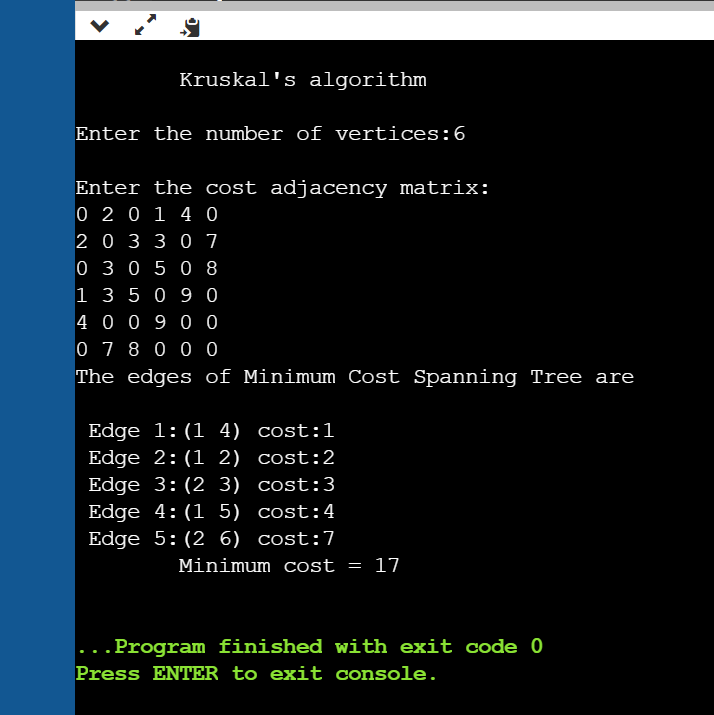 Kruskal's algorithm
Enter the number of vertices:6
Enter the cost adjacency matrix:
0 2 0 1 4 0
2 0 3 3 0 7
0 3 0 5 0 8
1 3 5 0 9 0
4 0 0 9 0 0
0 7 8 0 0 0
The edges of Minimum Cost Spanning Tree are
Edge 1:(1 4) cost:1
Edge 2:(1 2) cost:2
Edge 3:(2 3) cost:3
Edge 4:(1 5) cost:4
Edge 5:(2 6) cost:7
Minimum cost = 17
...Program finished with exit code 0
Press ENTER to exit console.